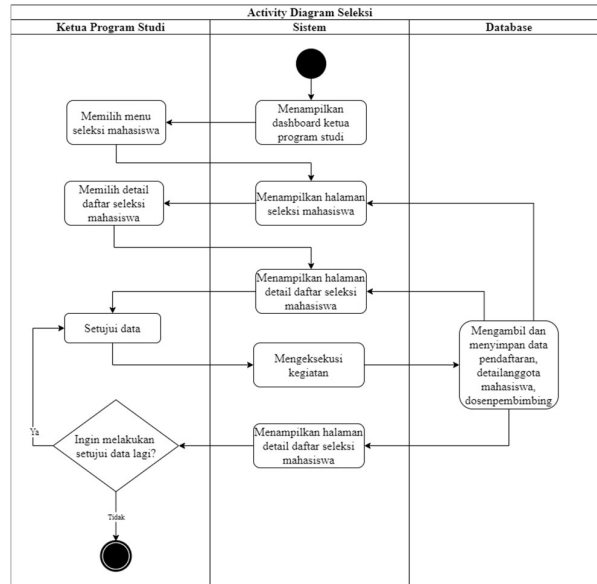 Activity Diagram Seleksi
Ketua Program Studi
Sistem
Database
Menampilkan
dashboard ketua
program studi
Memilih menu
seleksi mahasiswa
Menampilkan halaman
seleksi mahasiswa
Memilih detail
daftar seleksi
mahasiswa
Menampilkan halaman
detail daftar seleksi
mahasiswa
Setujui data
Mengeksekusi
kegiatan
Mengambil dan
menyimpan data
pendaftaran,
detailanggota
mahasiswa,
dosenpembimbing
Menampilkan halaman
detail daftar seleksi
mahasiswa
Ingin melakukan
setujui data lagi?
Ya
Tidak